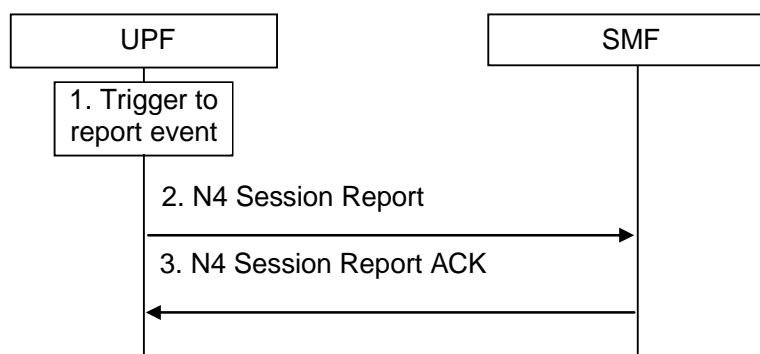 UPF
SMF
1. Trigger to
report event
2. N4 Session Report
3. N4 Session Report ACK